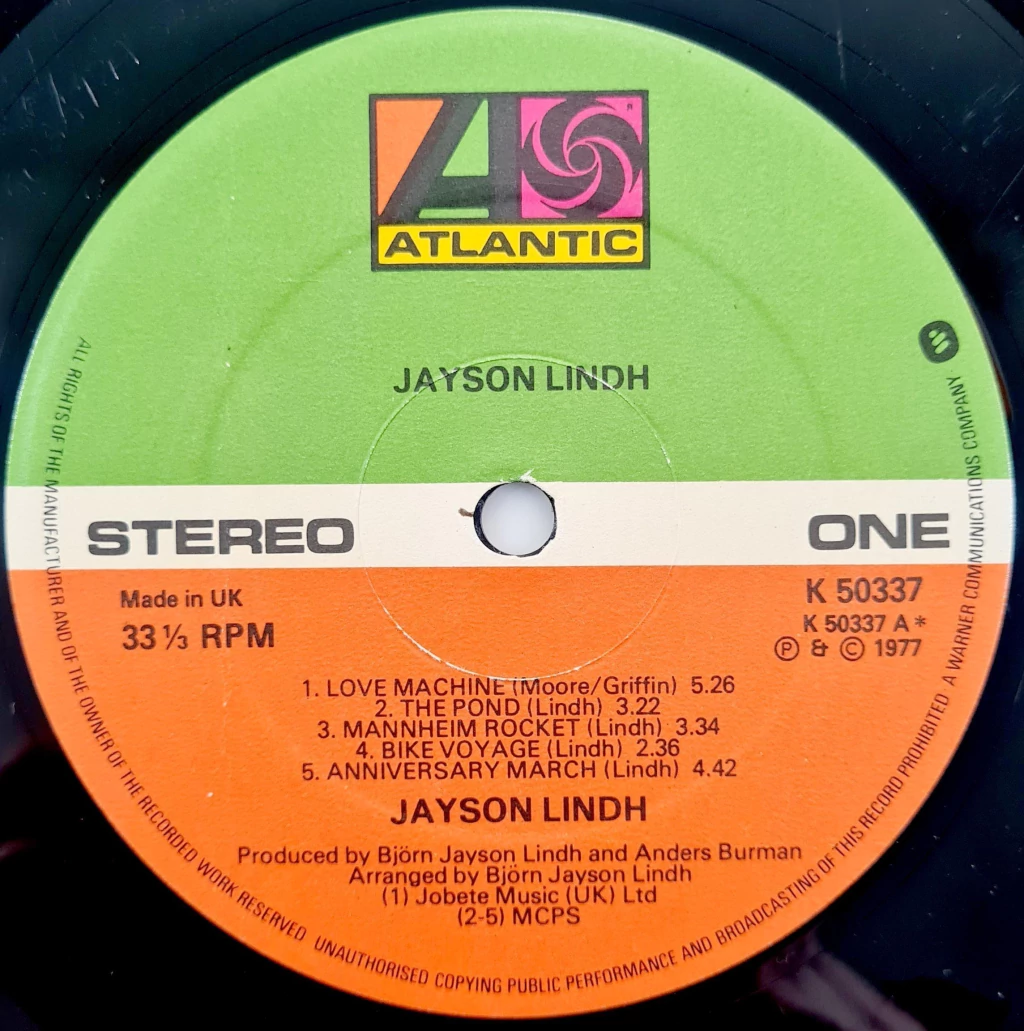 ATLANTIC
JAYSON LINDH
STEREO
ONE
Made in UK
33 ⅓ RPM
K 50337
K 50337 A*
Ⓟ & Ⓒ 1977
1. LOVE MACHINE (Moore/Griffin) 5.26
2. THE POND (Lindh) 3.22
3. MANNHEIM ROCKET (Lindh) 3.34
4. BIKE VOYAGE (Lindh) 2.36
5. ANNIVERSARY MARCH (Lindh) 4.42
JAYSON LINDH
Produced by Björn Jayson Lindh and Anders Burman
Arranged by Björn Jayson Lindh
(1) Jobete Music (UK) Ltd
(2-5) MCPS
ALL RIGHTS OF THE MANUFACTURER AND OF THE OWNER OF THE RECORDED WORK RESERVED UNAUTHORISED COPYING PUBLIC PERFORMANCE AND BROADCASTING OF THIS RECORD PROHIBITED A WARNER COMMUNICATIONS COMPANY